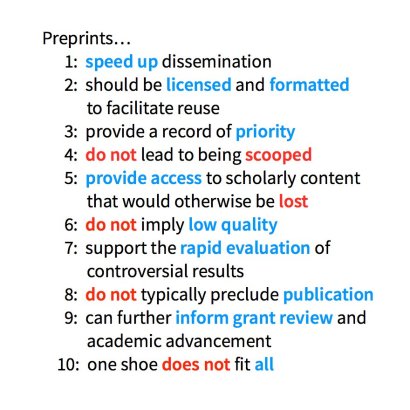 Preprints...
1: speed up dissemination
2: should be licensed and formatted
to facilitate reuse
3: provide a record of priority
4: do not lead to being scooped
5: provide access to scholarly content
that would otherwise be lost
6: do not imply low quality
7: support the rapid evaluation of
controversial results
8: do not typically preclude publication
9: can further inform grant review and
academic advancement
10: one shoe does not fit all